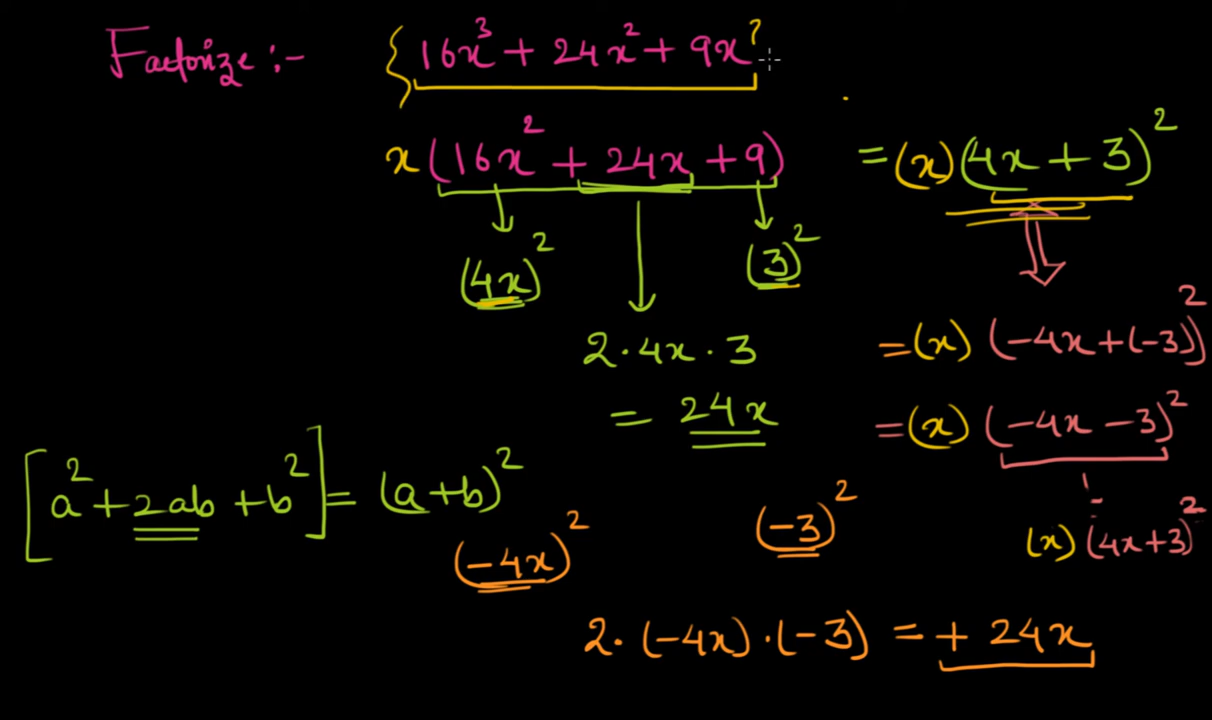 Factorize :- { 16x³ + 24x² + 9x ?
x (16x² + 24x + 9)
= (x) (4x + 3)²
(4x)² (3)²
2 · 4x · 3
= 24x
= (x) (-4x + (-3))²
= (x) (-4x - 3)²
(x) (4x+3)²
[a² + 2ab + b²] = (a + b)²
(-4x)² (-3)²
2 · (-4x) · (-3) = + 24x